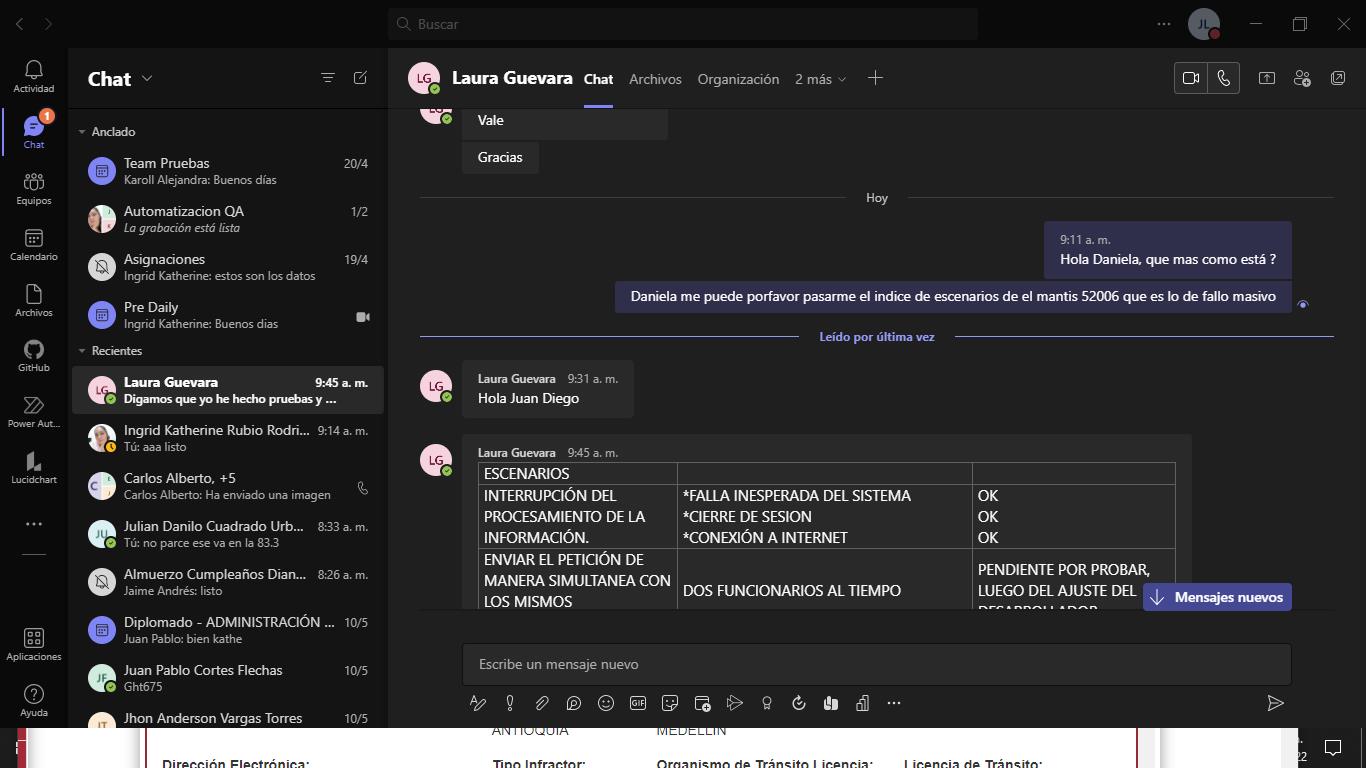 Buscar
JL
Actividad
1
Chat
Equipos
Calendario
Archivos
GitHub
Power Aut...
Lucidchart
Aplicaciones
Ayuda
Chat
Anclado
Team Pruebas 20/4
Karoll Alejandra: Buenos días
Automatizacion QA 1/2
La grabación está lista
Asignaciones 19/4
Ingrid Katherine: estos son los datos
Pre Daily
Ingrid Katherine: Buenos dias
Recientes
LG
Laura Guevara 9:45 a. m.
Digamos que yo he hecho pruebas y ...
Ingrid Katherine Rubio Rodri... 9:14 a. m.
Tú: aaa listo
C
Carlos Alberto, +5
Carlos Alberto: Ha enviado una imagen
JU
Julian Danilo Cuadrado Urb... 8:33 a. m.
Tú: no parce ese va en la 83.3
Almuerzo Cumpleaños Dian... 8:26 a. m.
Jaime Andrés: listo
Diplomado - ADMINISTRACIÓN ... 10/5
Juan Pablo: bien kathe
JF
Juan Pablo Cortes Flechas 10/5
Ght675
JT
Jhon Anderson Vargas Torres 10/5
LG
Laura Guevara Chat Archivos Organización 2 más
LG
Vale
Gracias
Hoy
9:11 a. m.
Hola Daniela, que mas como está ?
Daniela me puede porfavor pasarme el indice de escenarios de el mantis 52006 que es lo de fallo masivo
Leído por última vez
LG
Laura Guevara 9:31 a. m.
Hola Juan Diego
LG
Laura Guevara 9:45 a. m.
ESCENARIOS
INTERRUPCIÓN DEL *FALLA INESPERADA DEL SISTEMA OK
PROCESAMIENTO DE LA *CIERRE DE SESION OK
INFORMACIÓN. *CONEXIÓN A INTERNET OK
ENVIAR EL PETICIÓN DE
MANERA SIMULTANEA CON
LOS MISMOS
DOS FUNCIONARIOS AL TIEMPO
PENDIENTE POR PROBAR,
LUEGO DEL AJUSTE DEL
DESARROLLADOR
Mensajes nuevos
Escribe un mensaje nuevo
GIF
ANTIOQUIA MEDELLIN
Dirección Electrónica: Tipo Infractor: Organismo de Tránsito Licencia: Licencia de Tránsito:
22